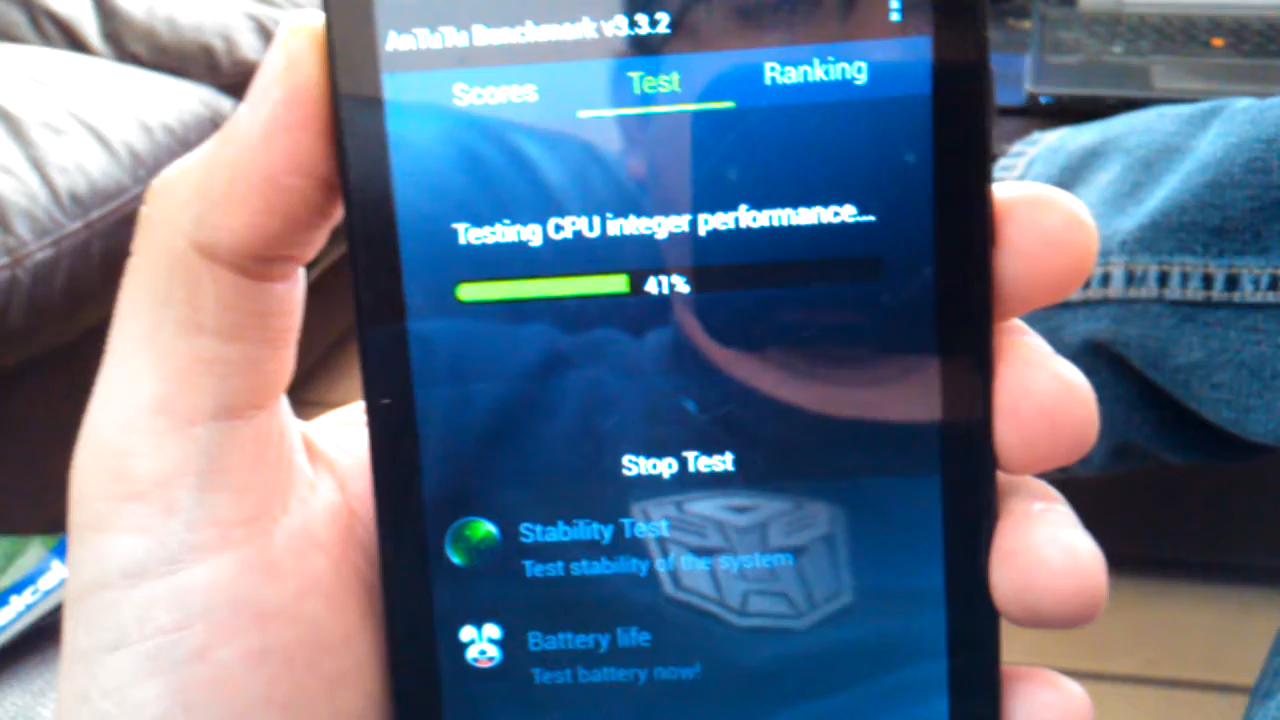 AnTuTu Benchmark v3.3.2
Scores Test Ranking
Testing CPU integer performance...
41%
Stop Test
Stability Test
Test stability of the system
Battery life
Test battery now!